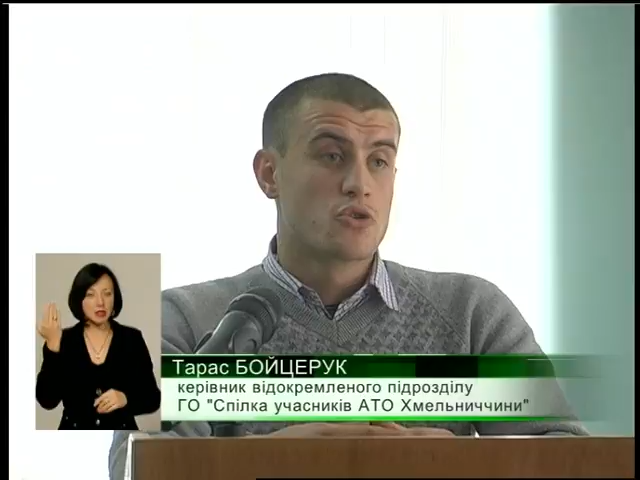 Тарас БОЙЦЕРУК
керівник відокремленого підрозділу
ГО "Спілка учасників АТО Хмельниччини"